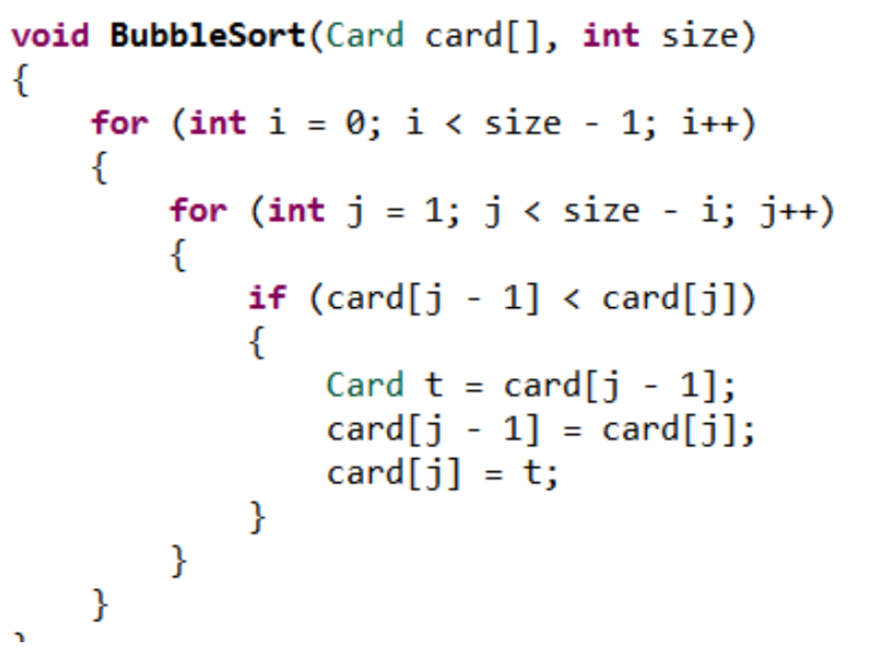 void BubbleSort(Card card[], int size)
{
    for (int i = 0; i < size - 1; i++)
    {
        for (int j = 1; j < size - i; j++)
        {
            if (card[j - 1] < card[j])
            {
                Card t = card[j - 1];
                card[j - 1] = card[j];
                card[j] = t;
            }
        }
    }
}